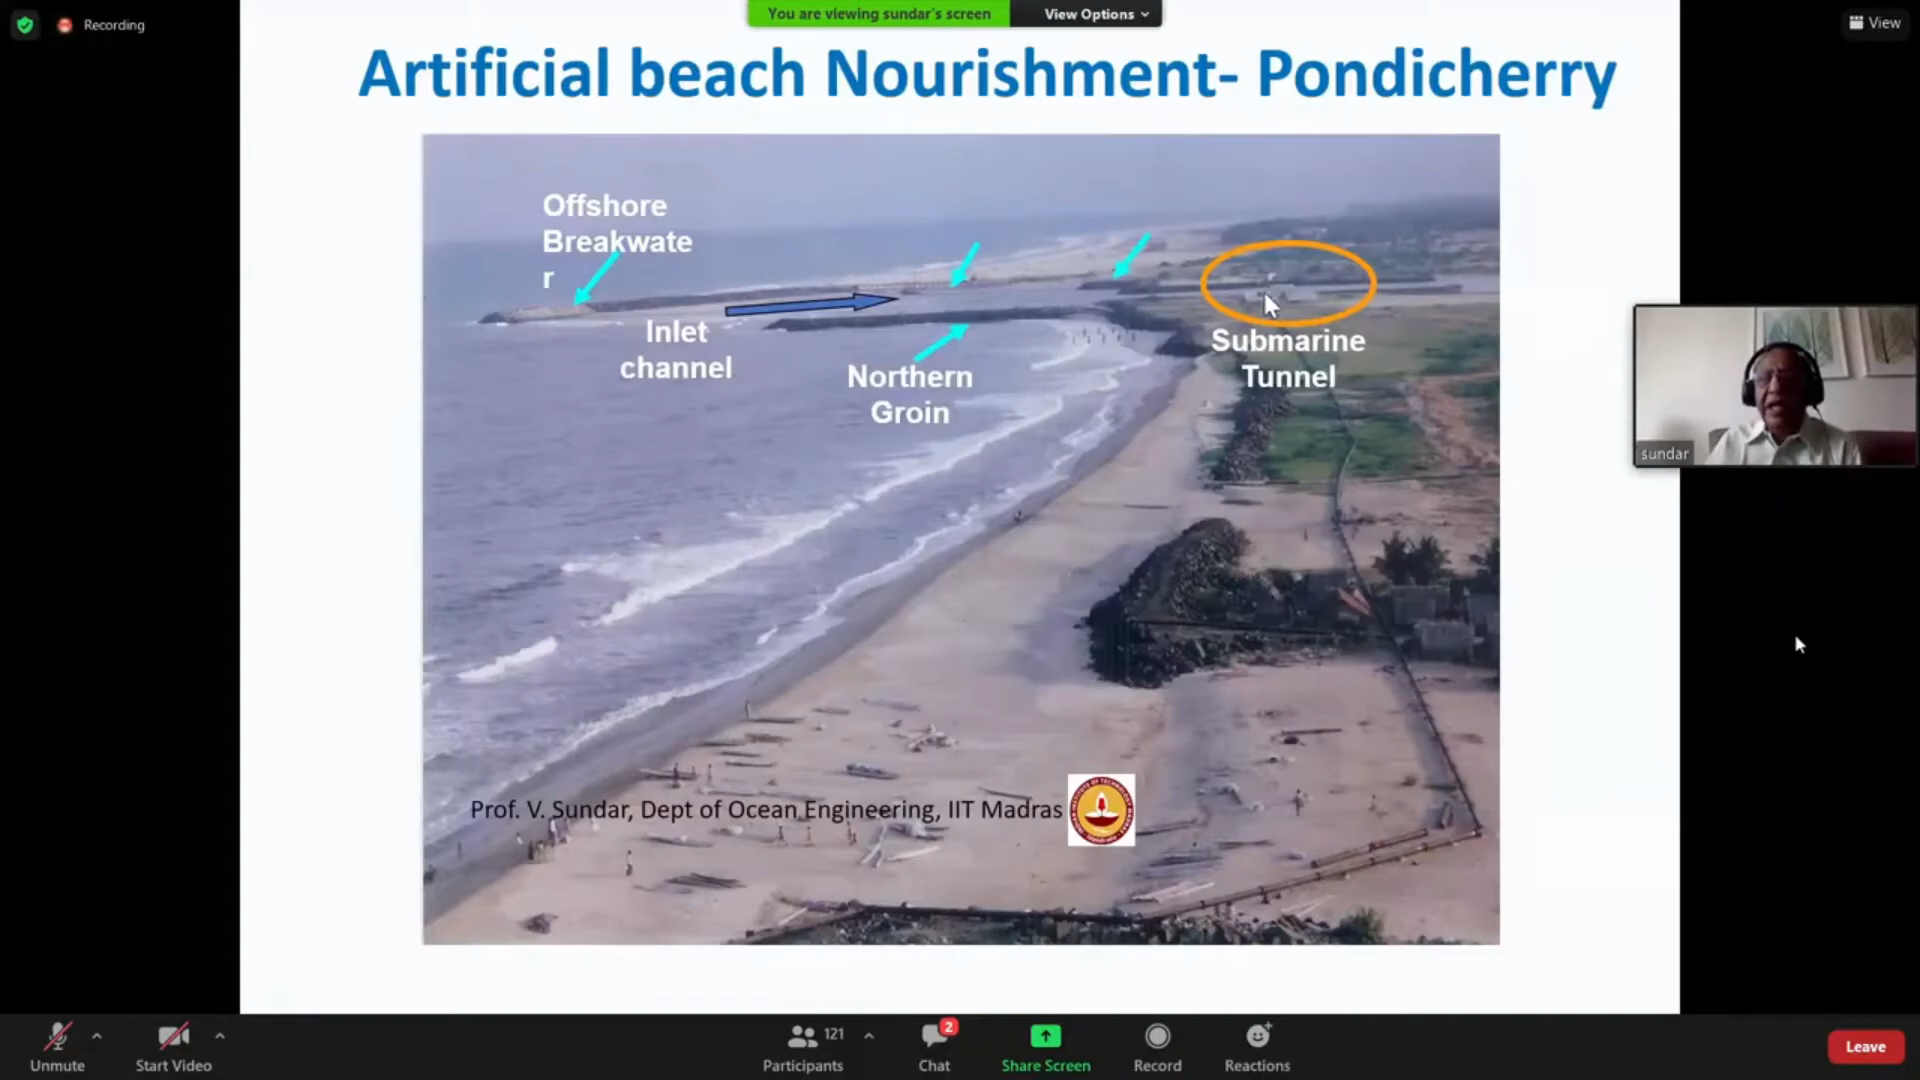 Recording
You are viewing sundar's screen
View Options
View
Artificial beach Nourishment- Pondicherry
Offshore
Breakwate
r
Inlet
channel
Northern
Groin
Submarine
Tunnel
sundar
Prof. V. Sundar, Dept of Ocean Engineering, IIT Madras
Unmute
Start Video
121
Participants
2
Chat
Share Screen
Record
Reactions
Leave